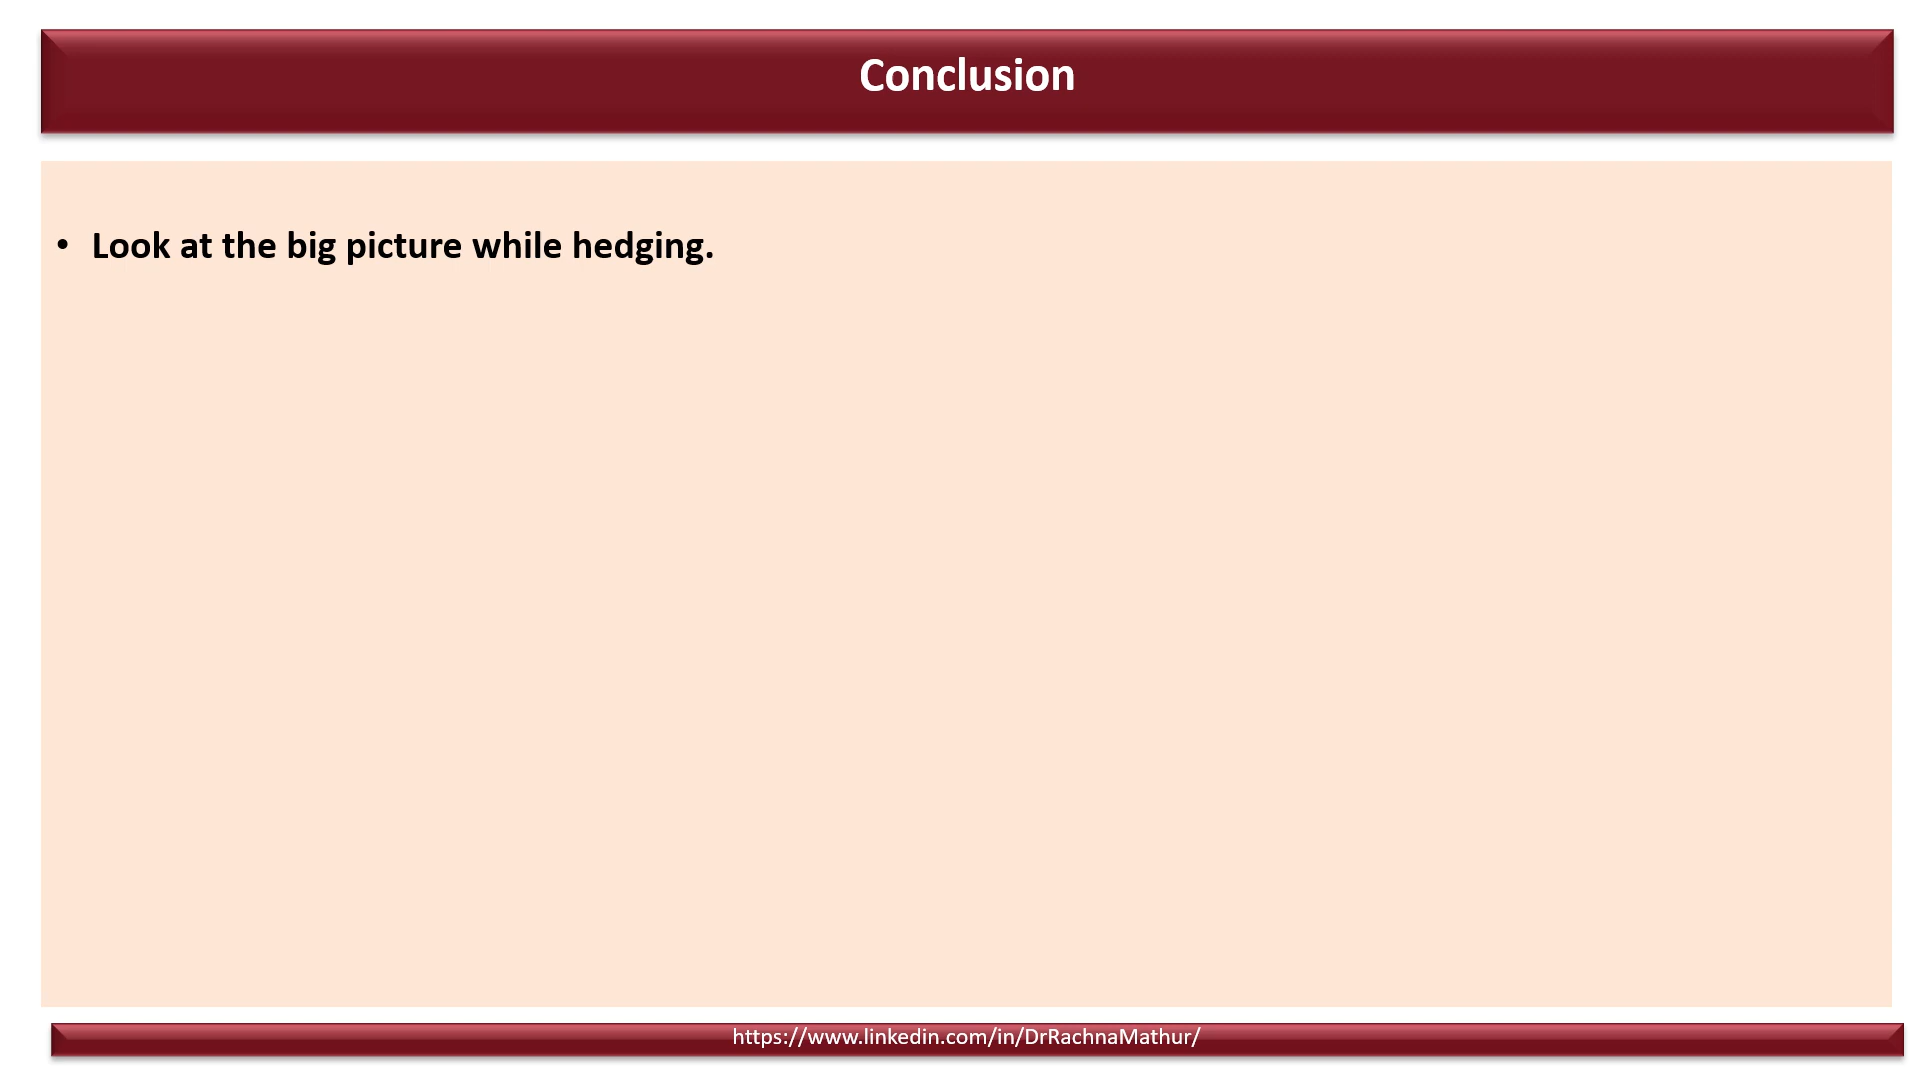 Conclusion
• Look at the big picture while hedging.
https://www.linkedin.com/in/DrRachnaMathur/